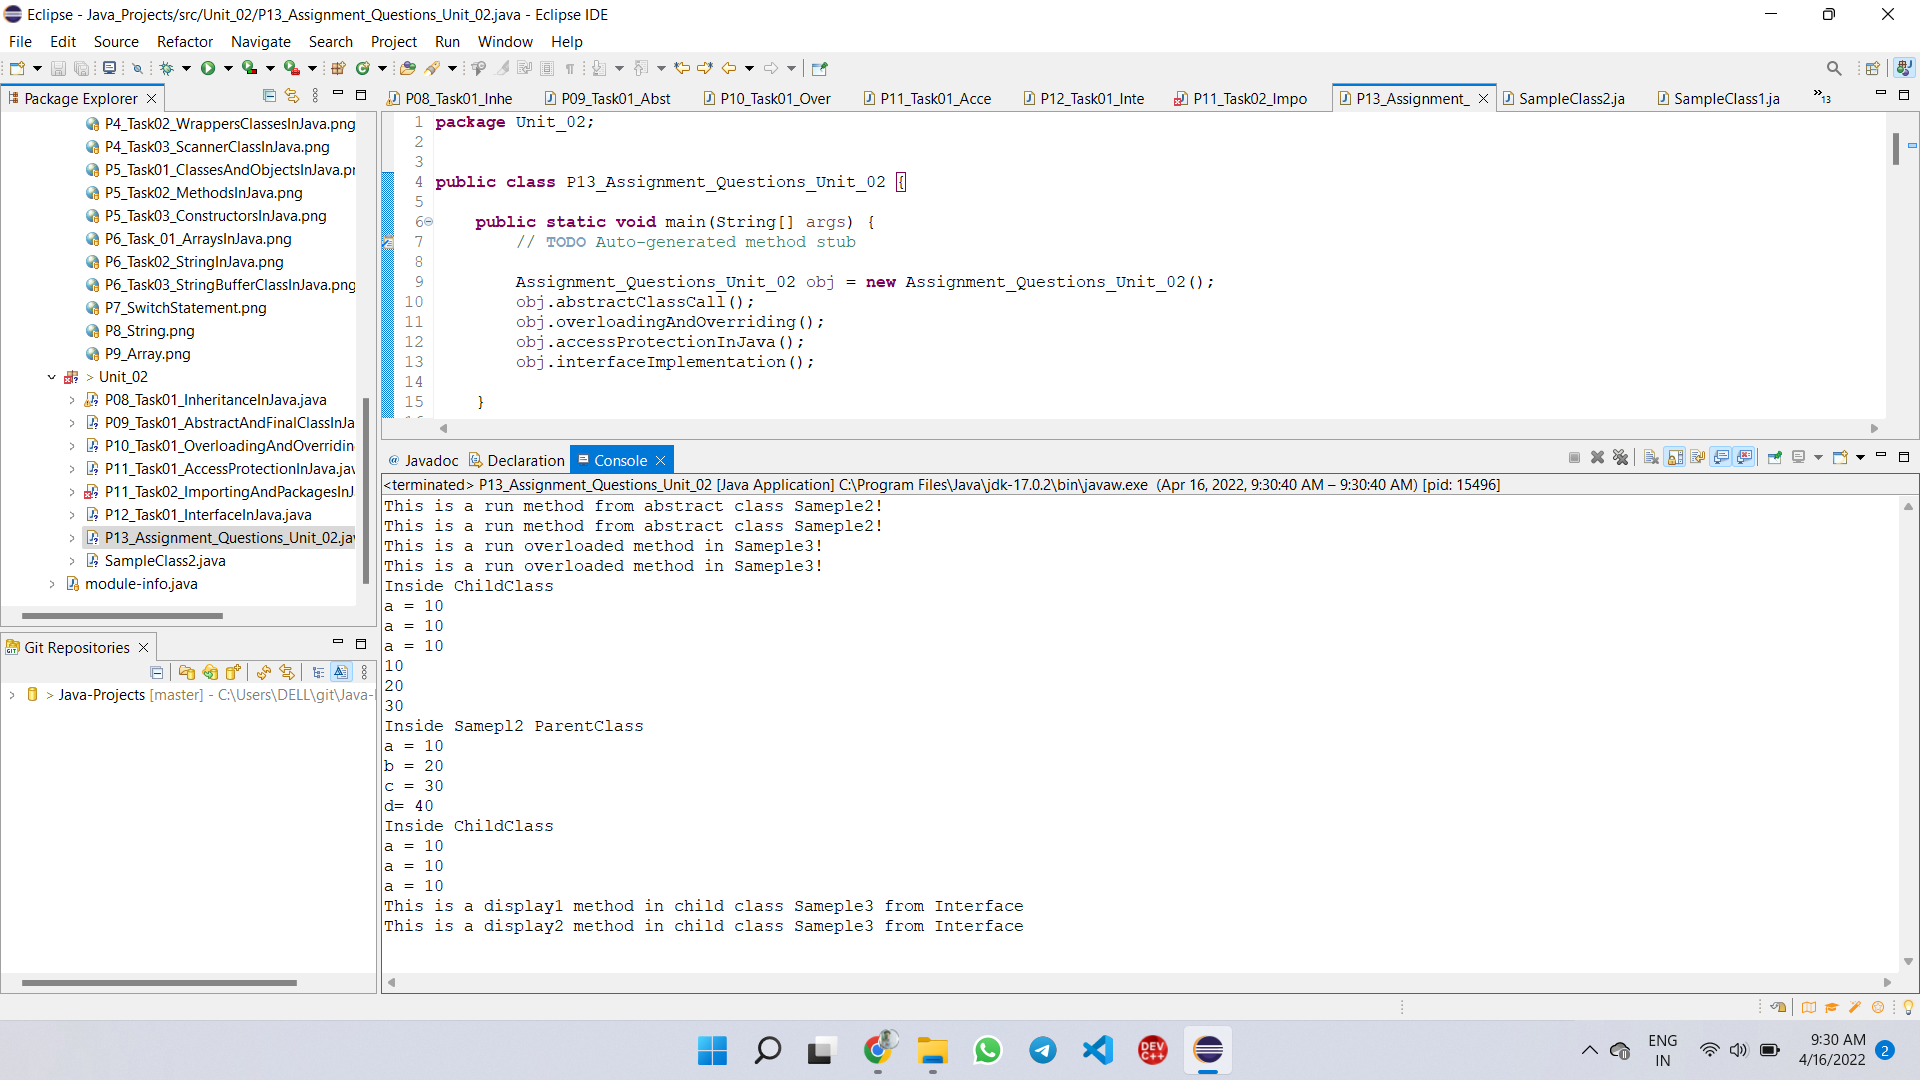 Eclipse - Java_Projects/src/Unit_02/P13_Assignment_Questions_Unit_02.java - Eclipse IDE
File Edit Source Refactor Navigate Search Project Run Window Help
Package Explorer
P4_Task02_WrappersClassesInJava.png
P4_Task03_ScannerClassInJava.png
P5_Task01_ClassesAndObjectsInJava.pr
P5_Task02_MethodsInJava.png
P5_Task03_ConstructorsInJava.png
P6_Task_01_ArraysInJava.png
P6_Task02_StringInJava.png
P6_Task03_StringBufferClassInJava.png
P7_SwitchStatement.png
P8_String.png
P9_Array.png
> Unit_02
P08_Task01_InheritanceInJava.java
P09_Task01_AbstractAndFinalClassInJa
P10_Task01_OverloadingAndOverridin
P11_Task01_AccessProtectionInJava.jav
P11_Task02_ImportingAndPackagesInJ
P12_Task01_InterfaceInJava.java
P13_Assignment_Questions_Unit_02.jav
SampleClass2.java
module-info.java
Git Repositories
> Java-Projects [master] - C:\Users\DELL\git\Java-
P08_Task01_Inhe P09_Task01_Abst P10_Task01_Over P11_Task01_Acce P12_Task01_Inte P11_Task02_Impo P13_Assignment_ SampleClass2.ja SampleClass1.ja »13
1 package Unit_02;
2
3
4 public class P13_Assignment_Questions_Unit_02 {
5
6 public static void main(String[] args) {
7 // TODO Auto-generated method stub
8
9 Assignment_Questions_Unit_02 obj = new Assignment_Questions_Unit_02();
10 obj.abstractClassCall();
11 obj.overloadingAndOverriding();
12 obj.accessProtectionInJava();
13 obj.interfaceImplementation();
14
15 }
@ Javadoc Declaration Console
<terminated> P13_Assignment_Questions_Unit_02 [Java Application] C:\Program Files\Java\jdk-17.0.2\bin\javaw.exe (Apr 16, 2022, 9:30:40 AM – 9:30:40 AM) [pid: 15496]
This is a run method from abstract class Sameple2!
This is a run method from abstract class Sameple2!
This is a run overloaded method in Sameple3!
This is a run overloaded method in Sameple3!
Inside ChildClass
a = 10
a = 10
a = 10
10
20
30
Inside Samepl2 ParentClass
a = 10
b = 20
c = 30
d= 40
Inside ChildClass
a = 10
a = 10
a = 10
This is a display1 method in child class Sameple3 from Interface
This is a display2 method in child class Sameple3 from Interface
DEV C++
ENG
IN
9:30 AM
4/16/2022
2